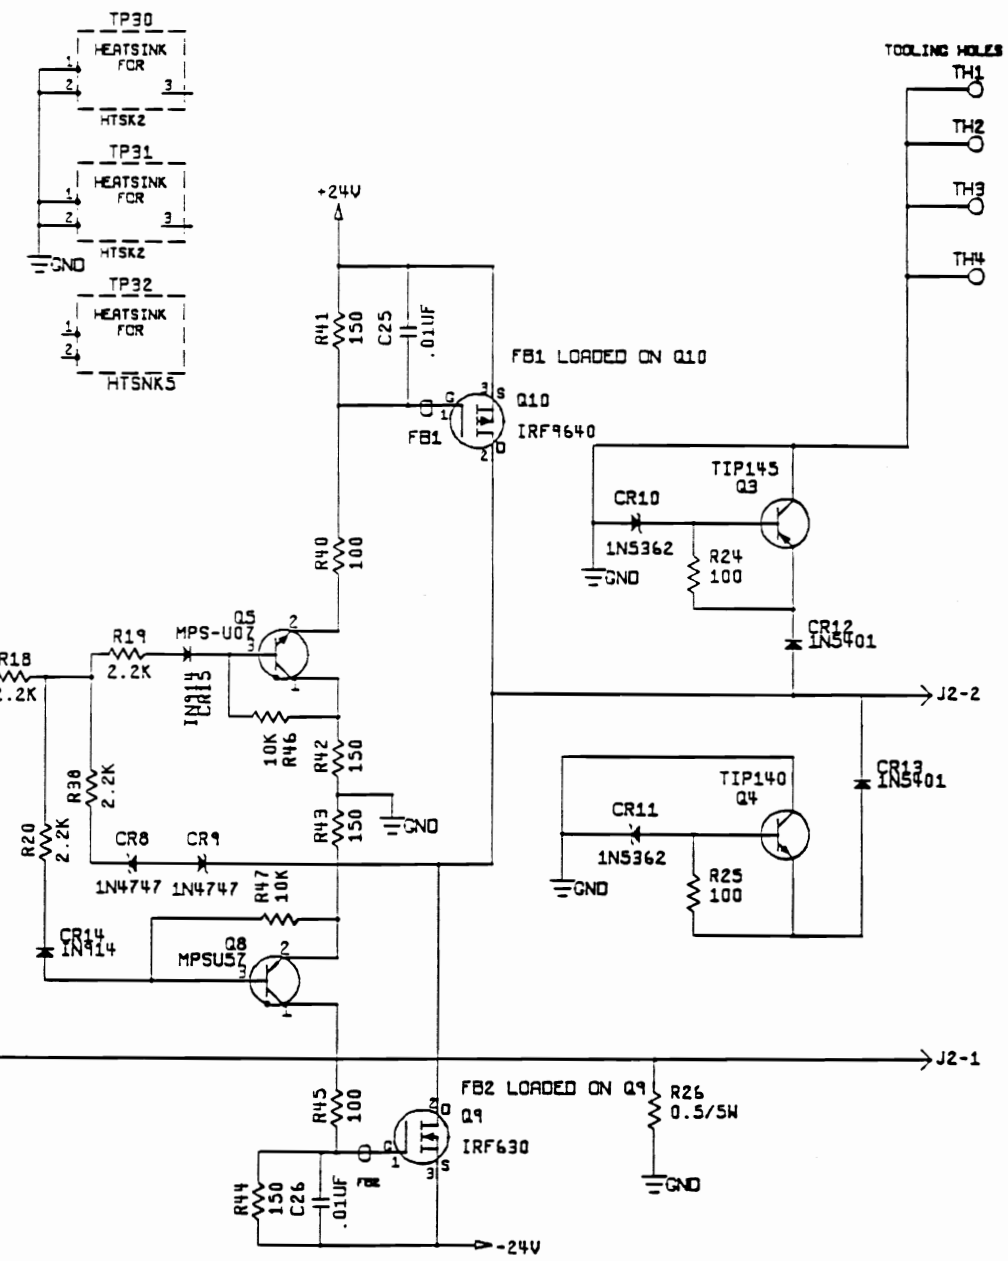 TP30
HEATSINK
FOR
1
2
3
HTSK2
TP31
HEATSINK
FOR
1
2
3
HTSK2
GND
TP32
HEATSINK
FOR
1
2
HTSNK5
TOOLING HOLES
TH1
TH2
TH3
TH4
+24V
R41
150
C25
.01UF
FB1 LOADED ON Q10
G
1
3 S
Q10
IRF9640
FB1
2 D
TIP145
Q3
CR10
1N5362
GND
R24
100
CR12
1N5401
R40
100
Q5
MPS-U07
2
3
1
R18
2.2K
R19
2.2K
1N914
CR15
10K
R46
R42
150
J2-2
R38
2.2K
R20
2.2K
R43
150
GND
TIP140
Q4
CR11
1N5362
CR13
1N5401
GND
R25
100
CR8
1N4747
CR9
1N4747
R47
10K
CR14
1N914
Q8
MPSU57
2
3
1
J2-1
R45
100
FB2 LOADED ON Q9
2 D
Q9
IRF630
G
1
3 S
FB2
R26
0.5/5W
GND
R44
150
C26
.01UF
-24V